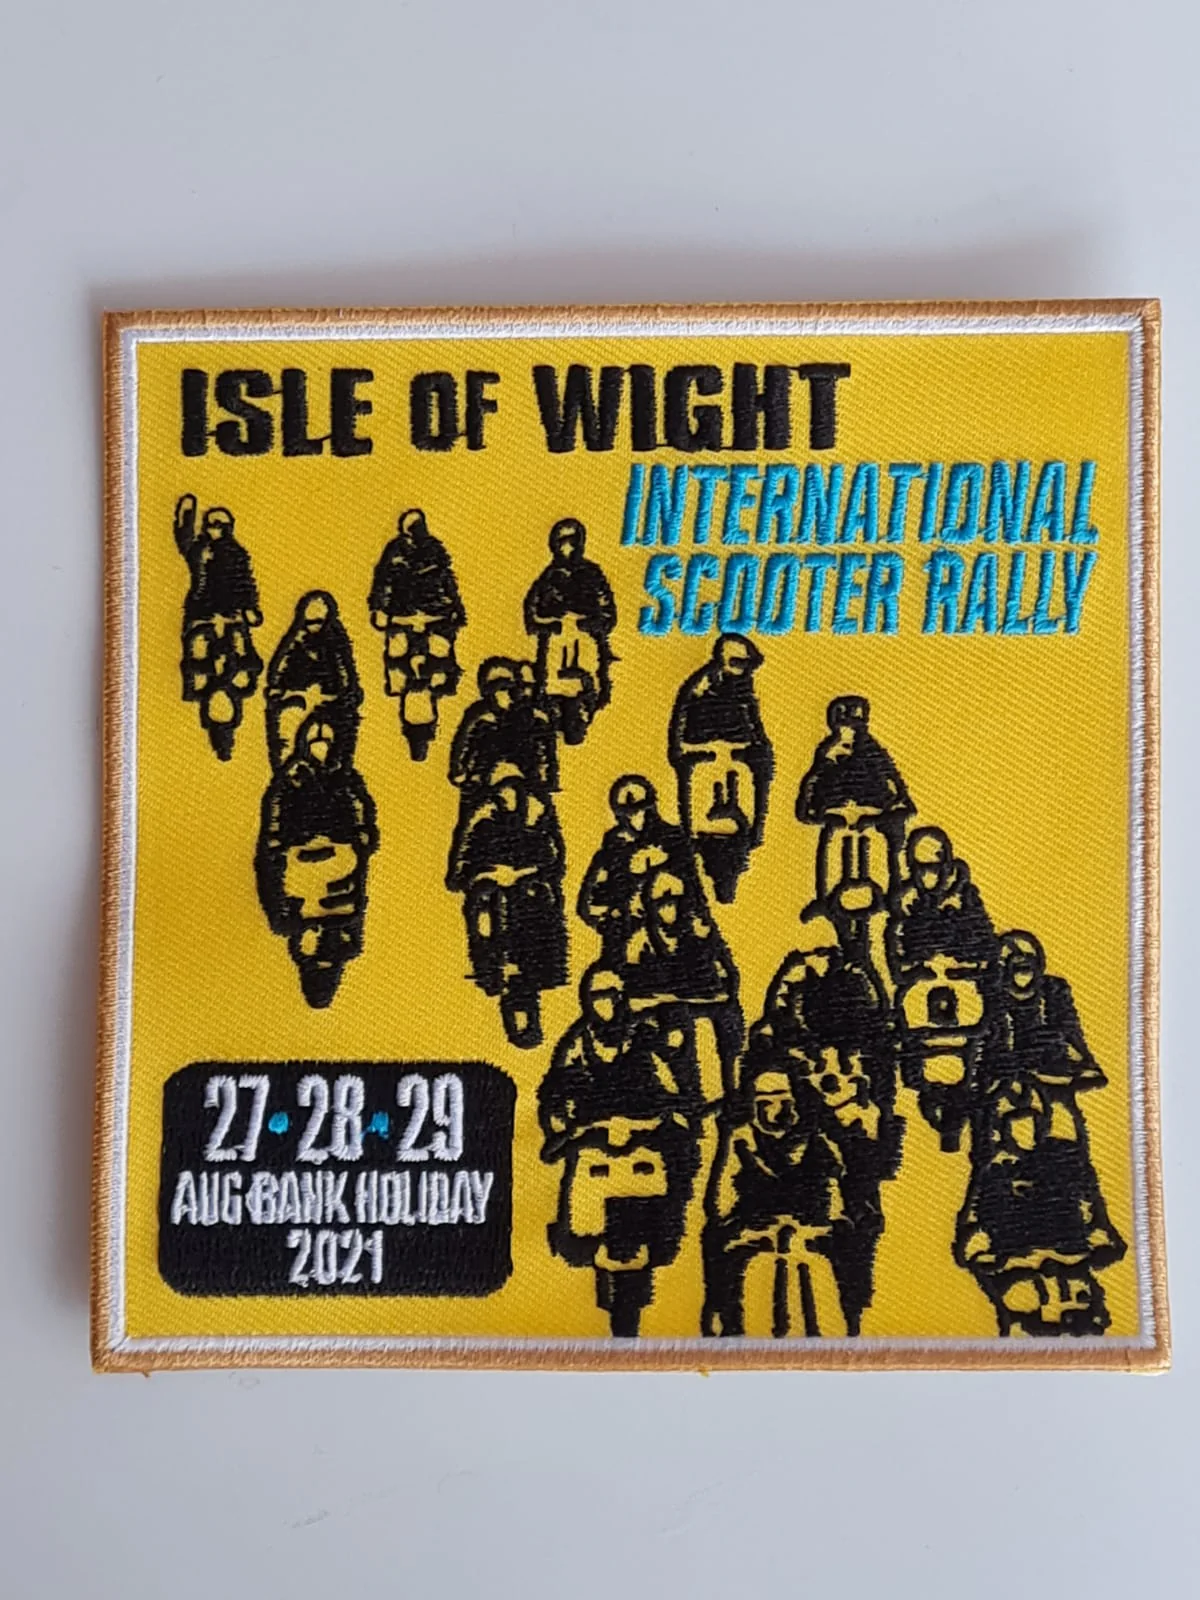 ISLE OF WIGHT
INTERNATIONAL
SCOOTER RALLY
27•28•29
AUG BANK HOLIDAY
2021